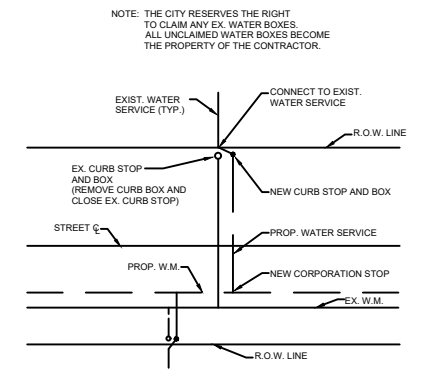 NOTE: THE CITY RESERVES THE RIGHT
TO CLAIM ANY EX. WATER BOXES.
ALL UNCLAIMED WATER BOXES BECOME
THE PROPERTY OF THE CONTRACTOR.
EXIST. WATER
SERVICE (TYP.)
CONNECT TO EXIST.
WATER SERVICE
R.O.W. LINE
EX. CURB STOP
AND BOX
(REMOVE CURB BOX AND
CLOSE EX. CURB STOP)
NEW CURB STOP AND BOX
STREET ℄
PROP. WATER SERVICE
PROP. W.M.
NEW CORPORATION STOP
EX. W.M.
R.O.W. LINE